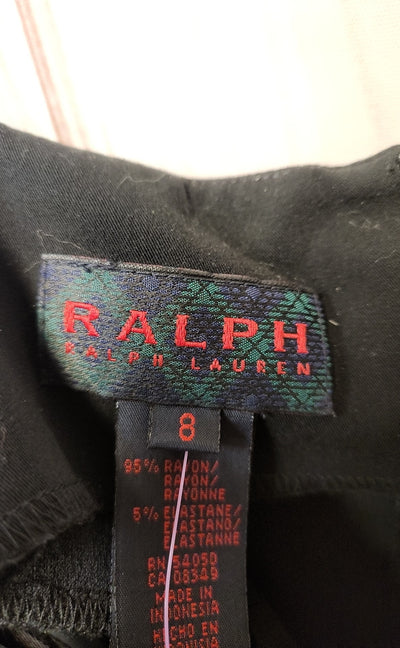 RALPH
RALPH LAUREN
8
95% RAYON/
RAYON/
RAYONNE
5% ELASTANE/
ELASTANO/
ELASTANNE
RN 54050
CA 08349
MADE IN
INDONESIA
HECHO EN
INDONESIA